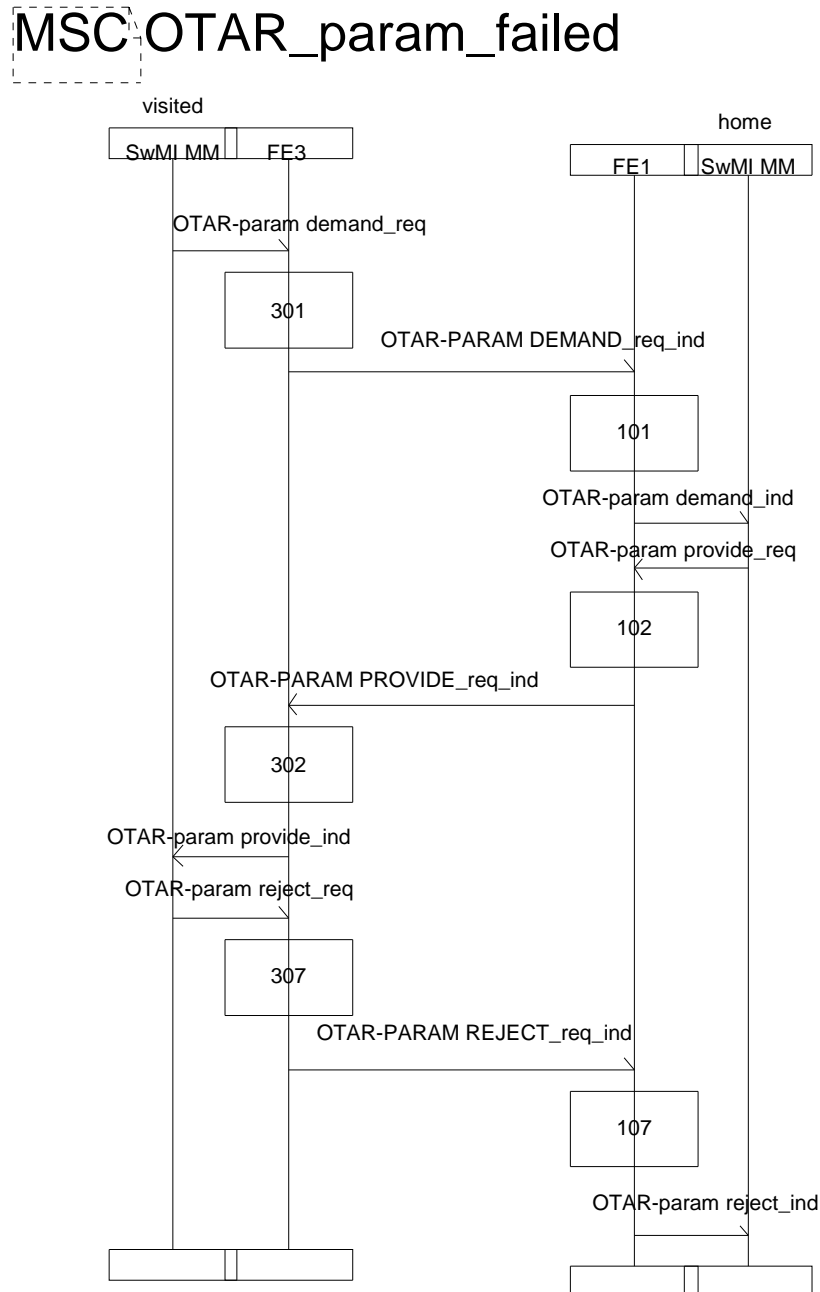 MSC OTAR_param_failed
visited
home
SwMI MM
FE3
FE1
SwMI MM
OTAR-param demand_req
301
OTAR-PARAM DEMAND_req_ind
101
OTAR-param demand_ind
OTAR-param provide_req
102
OTAR-PARAM PROVIDE_req_ind
302
OTAR-param provide_ind
OTAR-param reject_req
307
OTAR-PARAM REJECT_req_ind
107
OTAR-param reject_ind